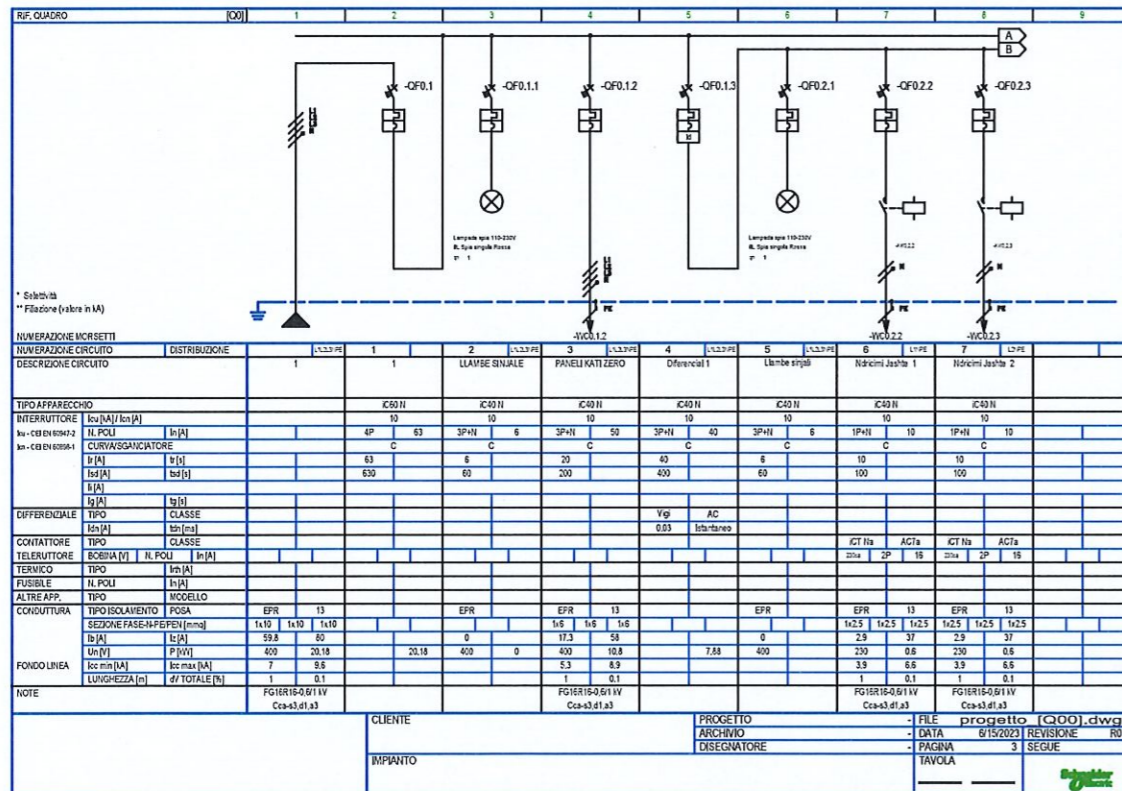 RIF. QUADRO [Q0] 1 2 3 4 5 6 7 8 9
A
B
-QF0.1 -QF0.1.1 -QF0.1.2 -QF0.1.3 -QF0.2.1 -QF0.2.2 -QF0.2.3
Id
Lampada spia 110-230V
IIL Spia singola Rossa
n° 1
Lampada spia 110-230V
IIL Spia singola Rossa
n° 1
N N
* Selettività
** Filiazione (valore in kA)
PE PE PE
NUMERAZIONE MORSETTI -WC0.1.2 -WC0.2.2 -WC0.2.3
NUMERAZIONE CIRCUITO DISTRIBUZIONE 1 2 3 4 5 6 7
DESCRIZIONE CIRCUITO 1 1 LLAMBE SINJALE PANELI KATI ZERO Diferencial 1 Llambe sinjali Ndricimi Jashte 1 Ndricimi Jashte 2
TIPO APPARECCHIO iC60 N iC40 N iC40 N iC40 N iC40 N iC40 N iC40 N
INTERRUTTORE Icu [kA] / Icn [A] 10 10 10 10 10 10 10
Icu - CEI EN 60947-2 N. POLI In [A] 4P 63 3P+N 6 3P+N 50 3P+N 40 3P+N 6 1P+N 10 1P+N 10
Icn - CEI EN 60898-1 CURVA/SGANCIATORE C C C C C C C
Ir [A] tr [s] 63 6 20 40 6 10 10
Isd [A] tsd [s] 630 60 200 400 60 100 100
Ii [A]
Ig [A] tg [s]
DIFFERENZIALE TIPO CLASSE Vigi AC
Idn [A] tdn [ms] 0,03 Istantaneo
CONTATTORE TIPO CLASSE iCT Na AC7a iCT Na AC7a
TELERUTTORE BOBINA [V] N. POLI In [A] 2P 16 2P 16
TERMICO TIPO Irth [A]
FUSIBILE N. POLI In [A]
ALTRE APP. TIPO MODELLO
CONDUTTURA TIPO ISOLAMENTO POSA EPR 13 EPR EPR 13 EPR EPR 13 EPR 13
SEZIONE FASE-N-PE/PEN [mmq] 1x10 1x10 1x10 1x6 1x6 1x6 1x2.5 1x2.5 1x2.5 1x2.5 1x2.5 1x2.5
Ib [A] Iz [A] 59,8 80 0 17,3 58 0 2.9 37 2.9 37
Un [V] P [kW] 400 20,18 20,18 400 0 400 10,8 7,88 400 230 0.6 230 0.6
FONDO LINEA Icc min [kA] Icc max [kA] 7 9,6 5.3 8,9 3.9 6,6 3.9 6,6
LUNGHEZZA [m] dV TOTALE [%] 1 0.1 1 0.1 1 0.1 1 0.1
NOTE FG16R16-0,6/1 kV FG16R16-0,6/1 kV FG16R16-0,6/1 kV FG16R16-0,6/1 kV
Cca-s3,d1,a3 Cca-s3,d1,a3 Cca-s3,d1,a3 Cca-s3,d1,a3
CLIENTE PROGETTO - FILE progetto_[Q00].dwg
ARCHIVIO - DATA 6/15/2023 REVISIONE R0
DISEGNATORE - PAGINA 3 SEGUE
IMPIANTO TAVOLA
Schneider Electric